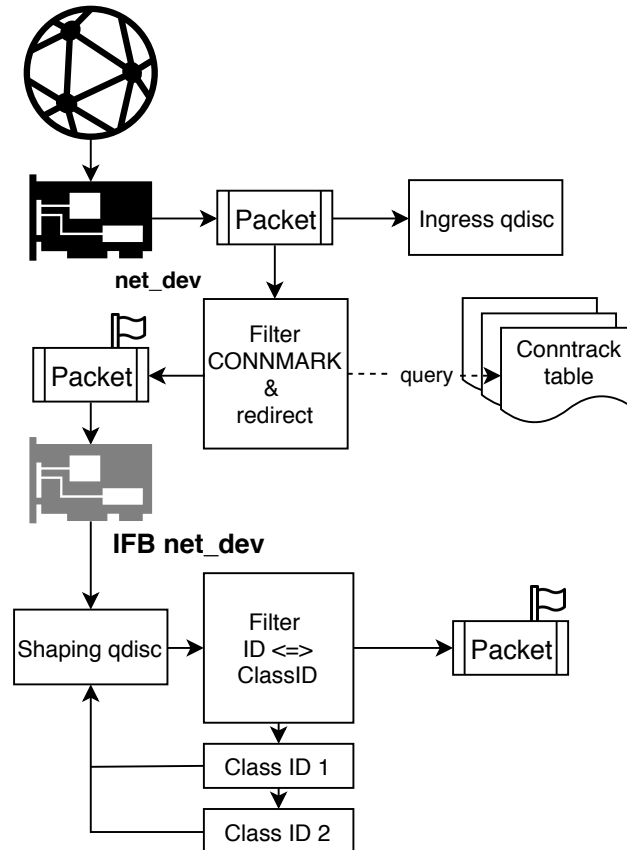 Packet
Ingress qdisc
net_dev
Filter
CONNMARK
&
redirect
query
Conntrack
table
Packet
IFB net_dev
Shaping qdisc
Filter
ID <=>
ClassID
Packet
Class ID 1
Class ID 2